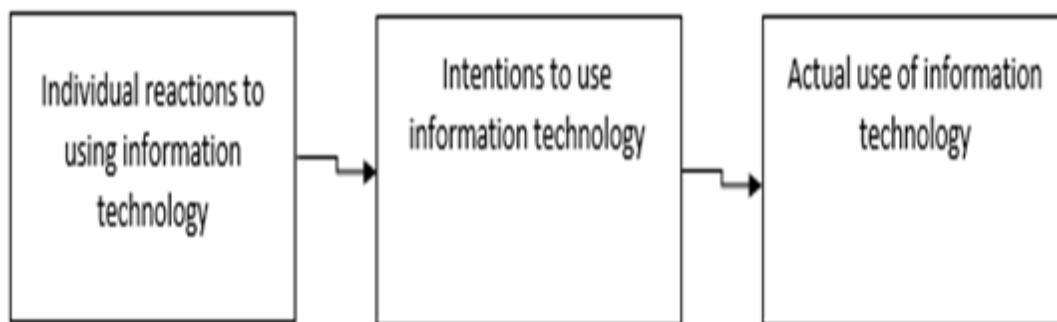 Individual reactions to
using information
technology
Intentions to use
information technology
Actual use of information
technology